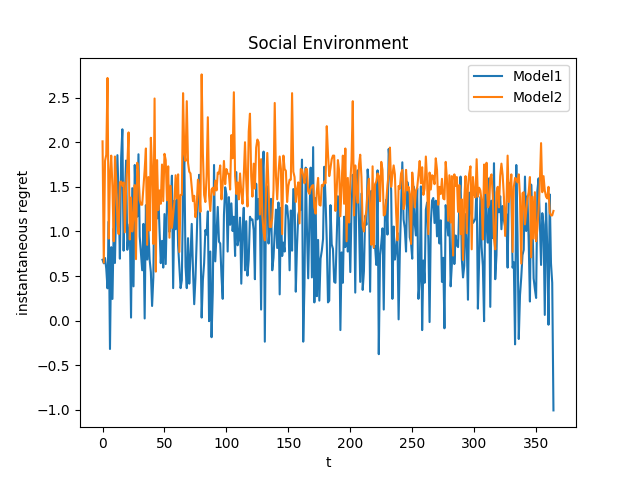 Social Environment
Model1
Model2
instantaneous regret
2.5
2.0
1.5
1.0
0.5
0.0
−0.5
−1.0
0 50 100 150 200 250 300 350
t